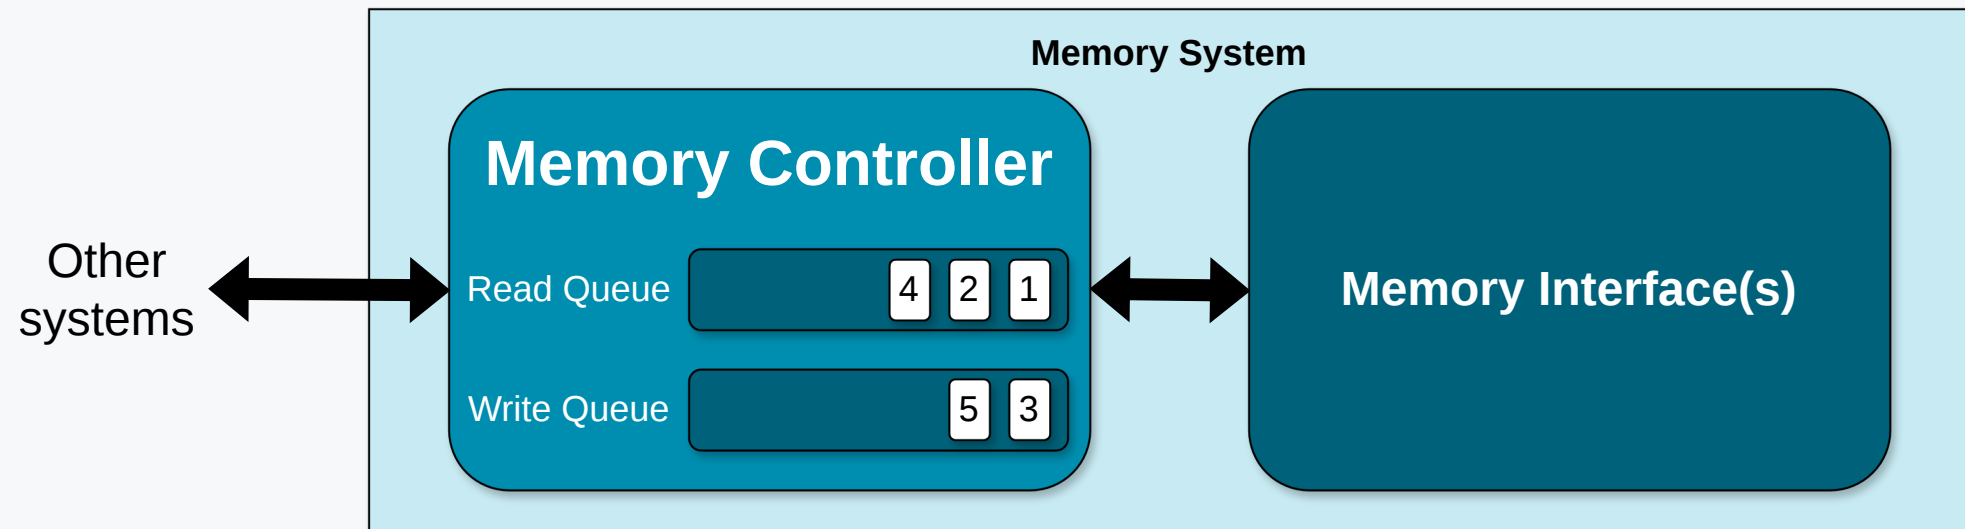 Memory System
Memory Controller
Other
systems
Read Queue 4 2 1
Memory Interface(s)
Write Queue 5 3